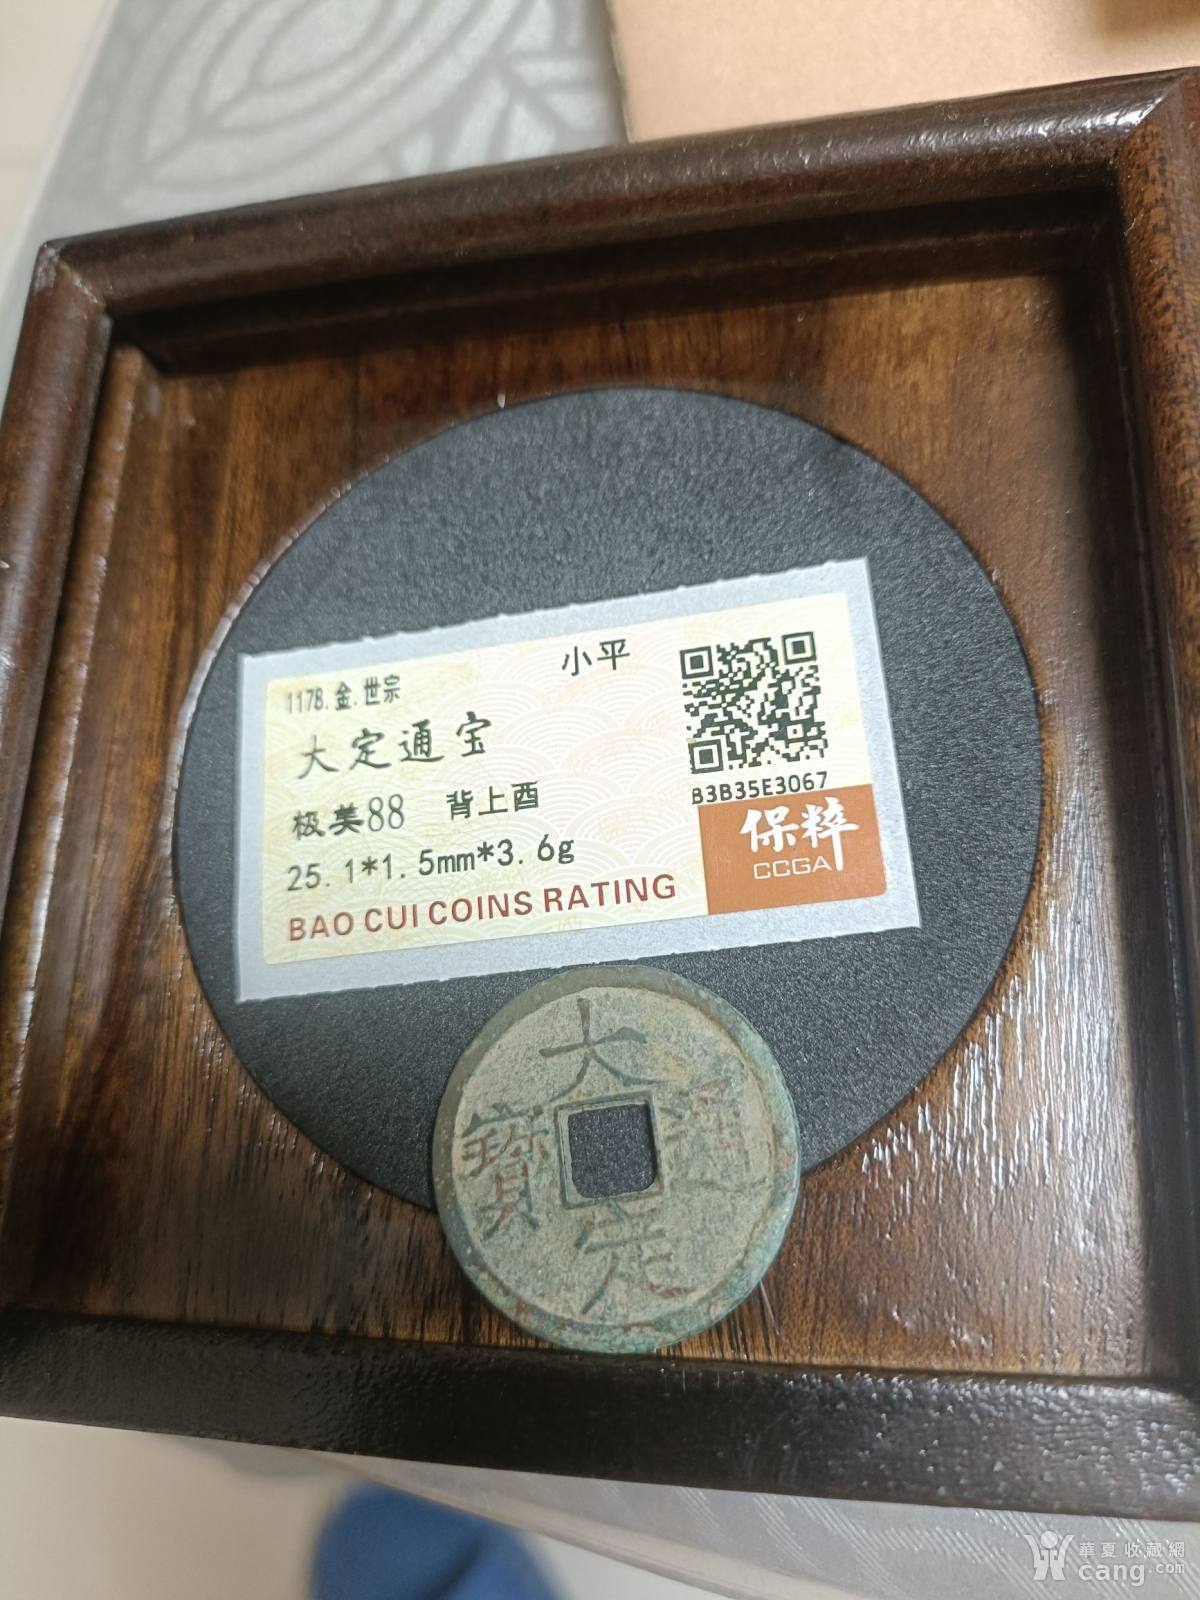 小平
1178.金.世宗
大定通宝
极美88 背上酉
25.1*1.5mm*3.6g
BAO CUI COINS RATING
B3B35E3067
保粹
CCGA
大
寶 通
定
華夏收藏網
cang.com